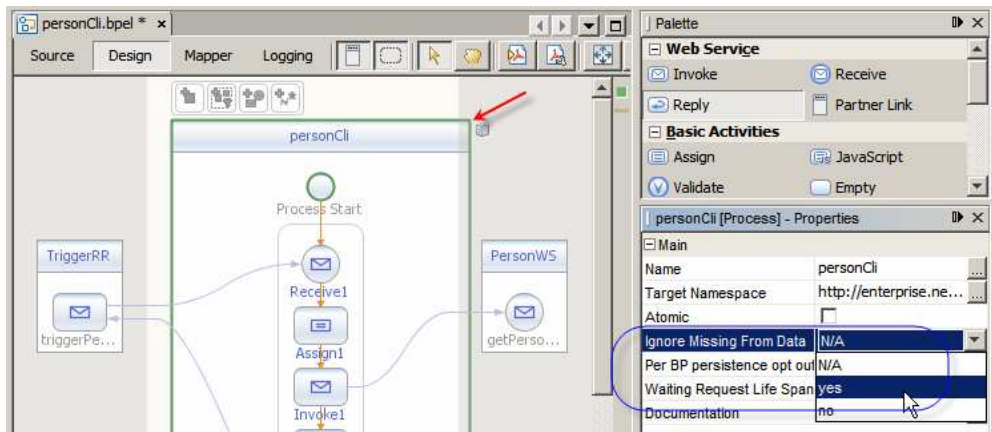 personCli.bpel * x
Source Design Mapper Logging
personCli
Process Start
TriggerRR
triggerPe...
Receive1
Assign1
Invoke1
PersonWS
getPerso...
Palette
Web Service
Invoke Receive
Reply Partner Link
Basic Activities
Assign JavaScript
Validate Empty
personCli [Process] - Properties
Main
Name personCli ...
Target Namespace http://enterprise.ne... ...
Atomic
Ignore Missing From Data N/A
Per BP persistence opt out N/A
Waiting Request Life Span yes
Documentation no